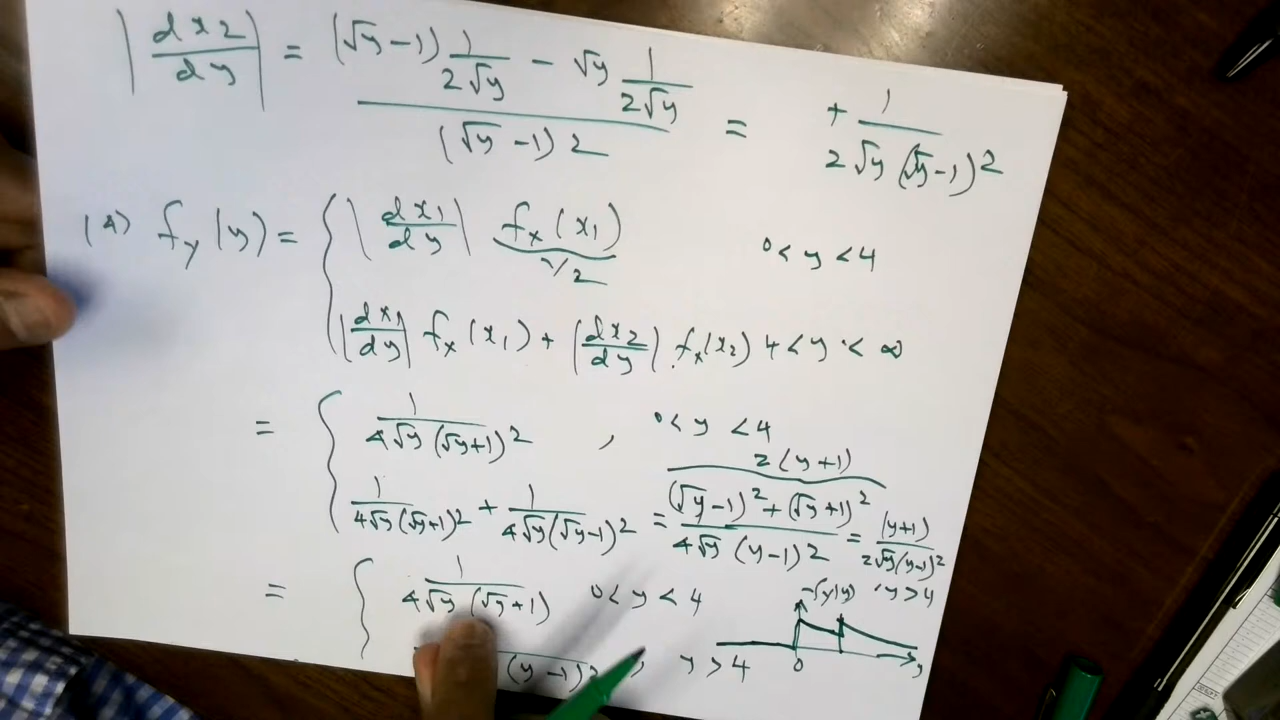 |dx2/dy| = ((√y-1) 1/(2√y) - √y 1/(2√y)) / (√y-1)2 = + 1/(2√y(√y-1)2)
(A) fY(y) = { |dx1/dy| fx(x1) 0<y<4
1/2
|dx1/dy| fx(x1) + |dx2/dy| fx(x2) 4<y<∞
= { 1/(4√y(√y+1)2) , 0<y<4
2(y+1)
1/(4√y(√y+1)2) + 1/(4√y(√y-1)2) = ((√y-1)2+(√y+1)2)/(4√y(y-1)2) = (y+1)/(2√y(y-1)2)
, y>4
= { 1/(4√y(√y+1)) 0<y<4
fy(y)
(y-1)2 , y>4
0 y